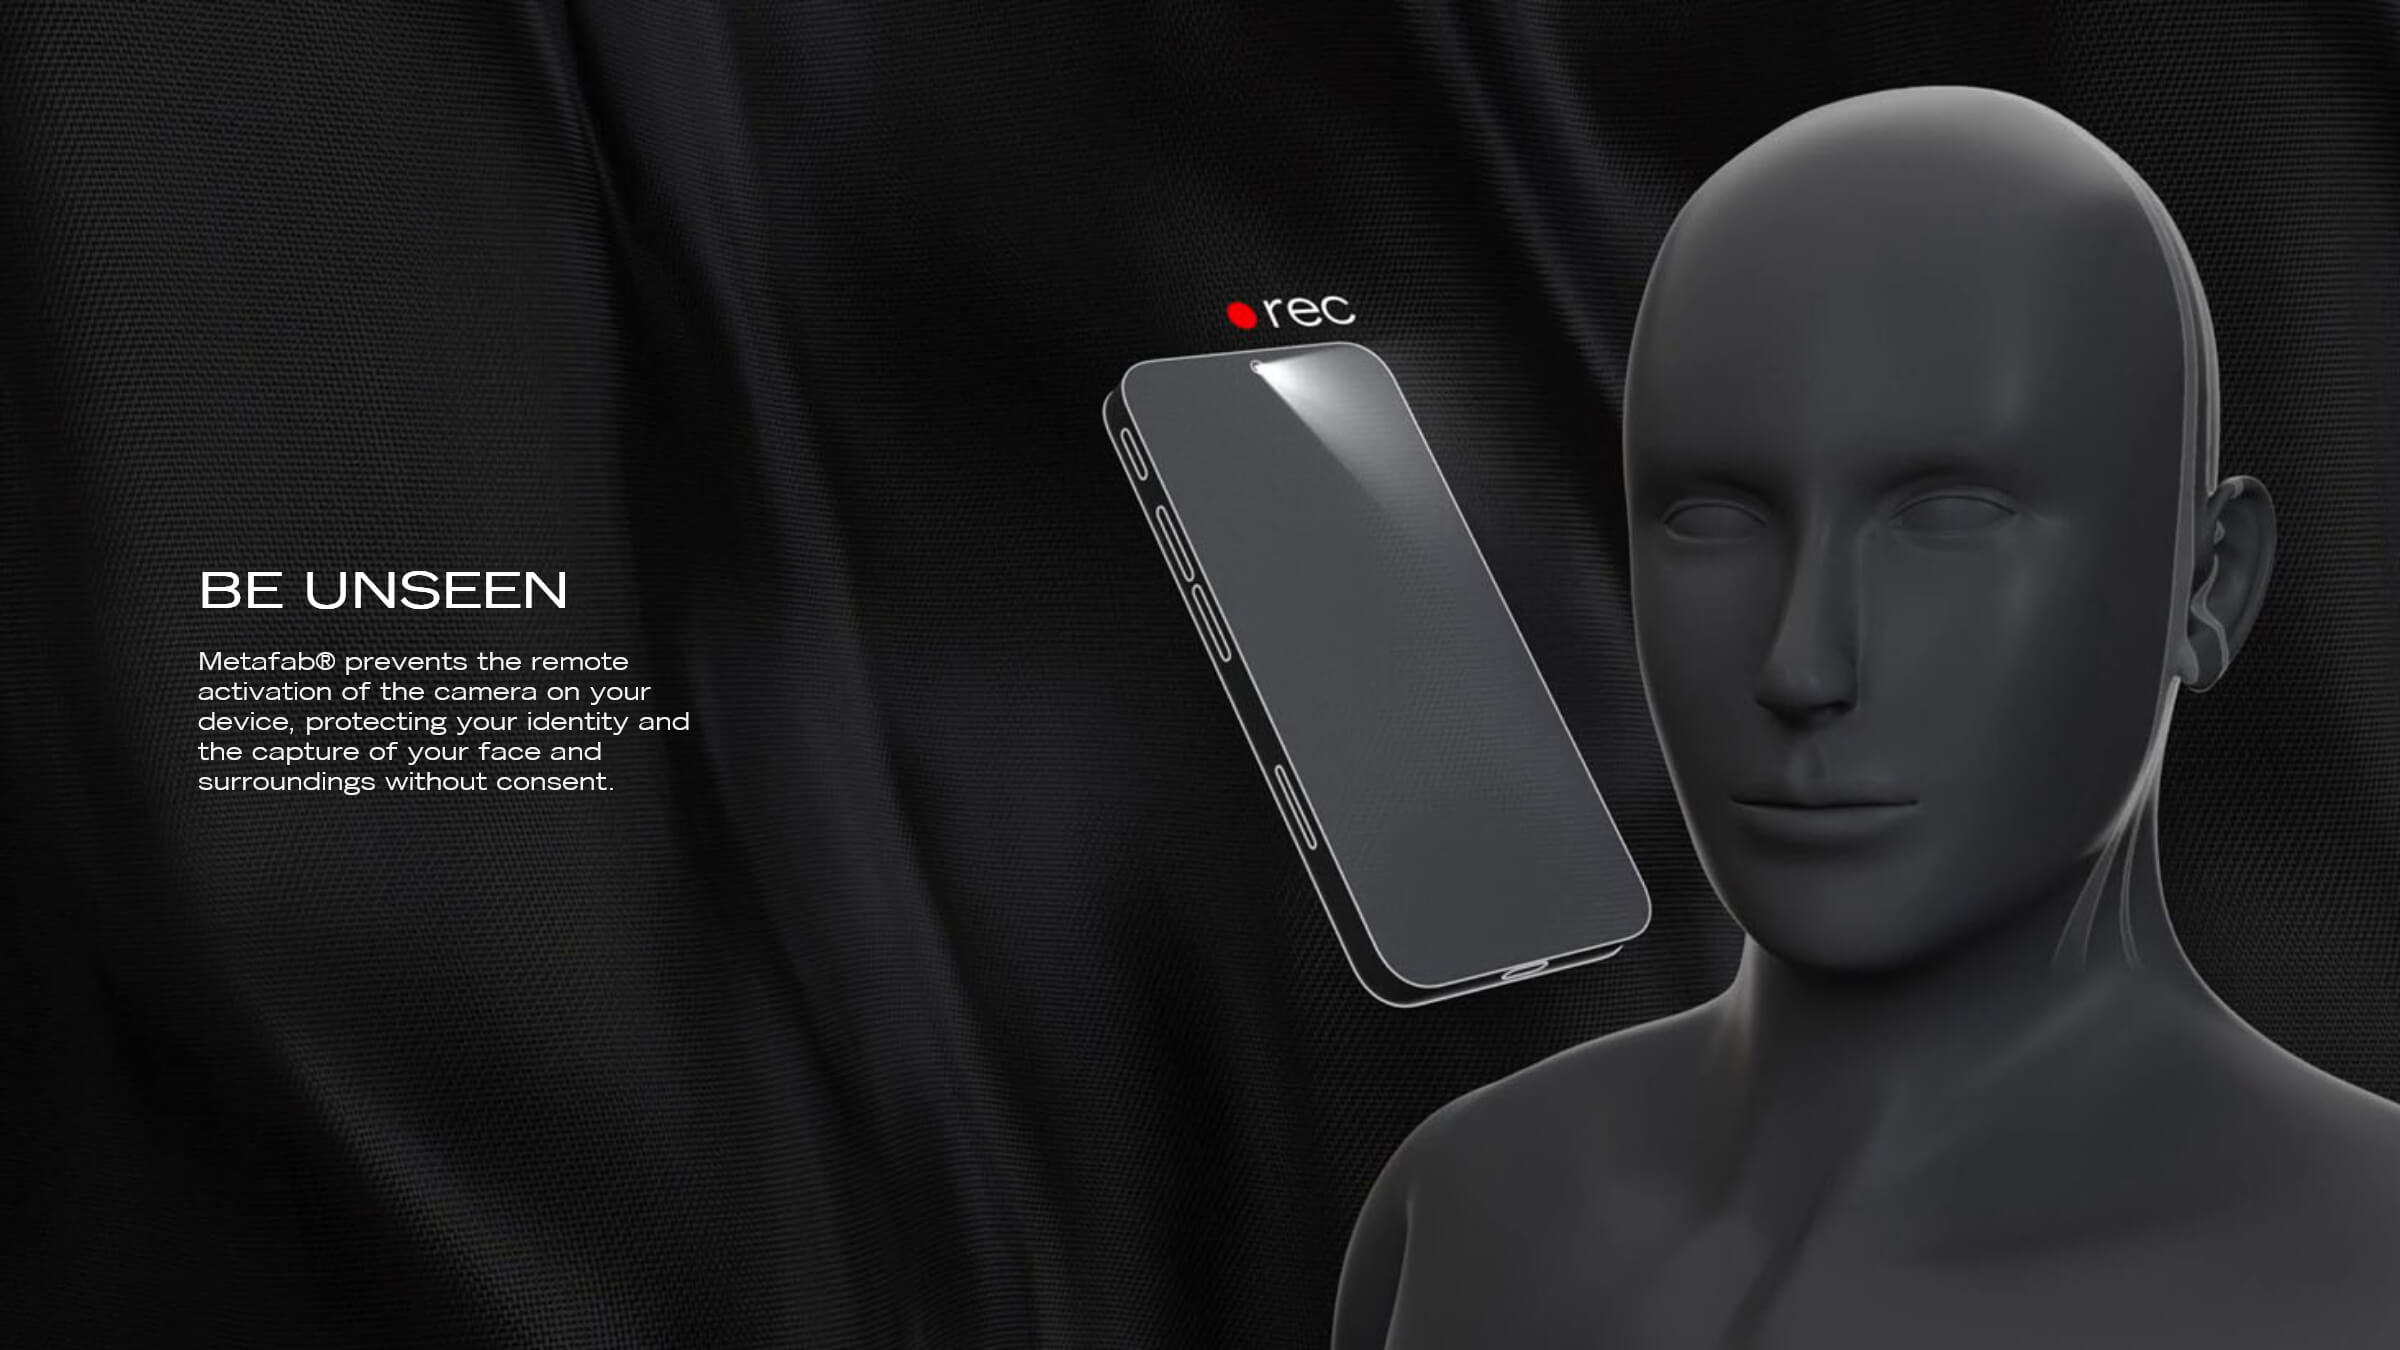 rec
BE UNSEEN
Metafab® prevents the remote
activation of the camera on your
device, protecting your identity and
the capture of your face and
surroundings without consent.